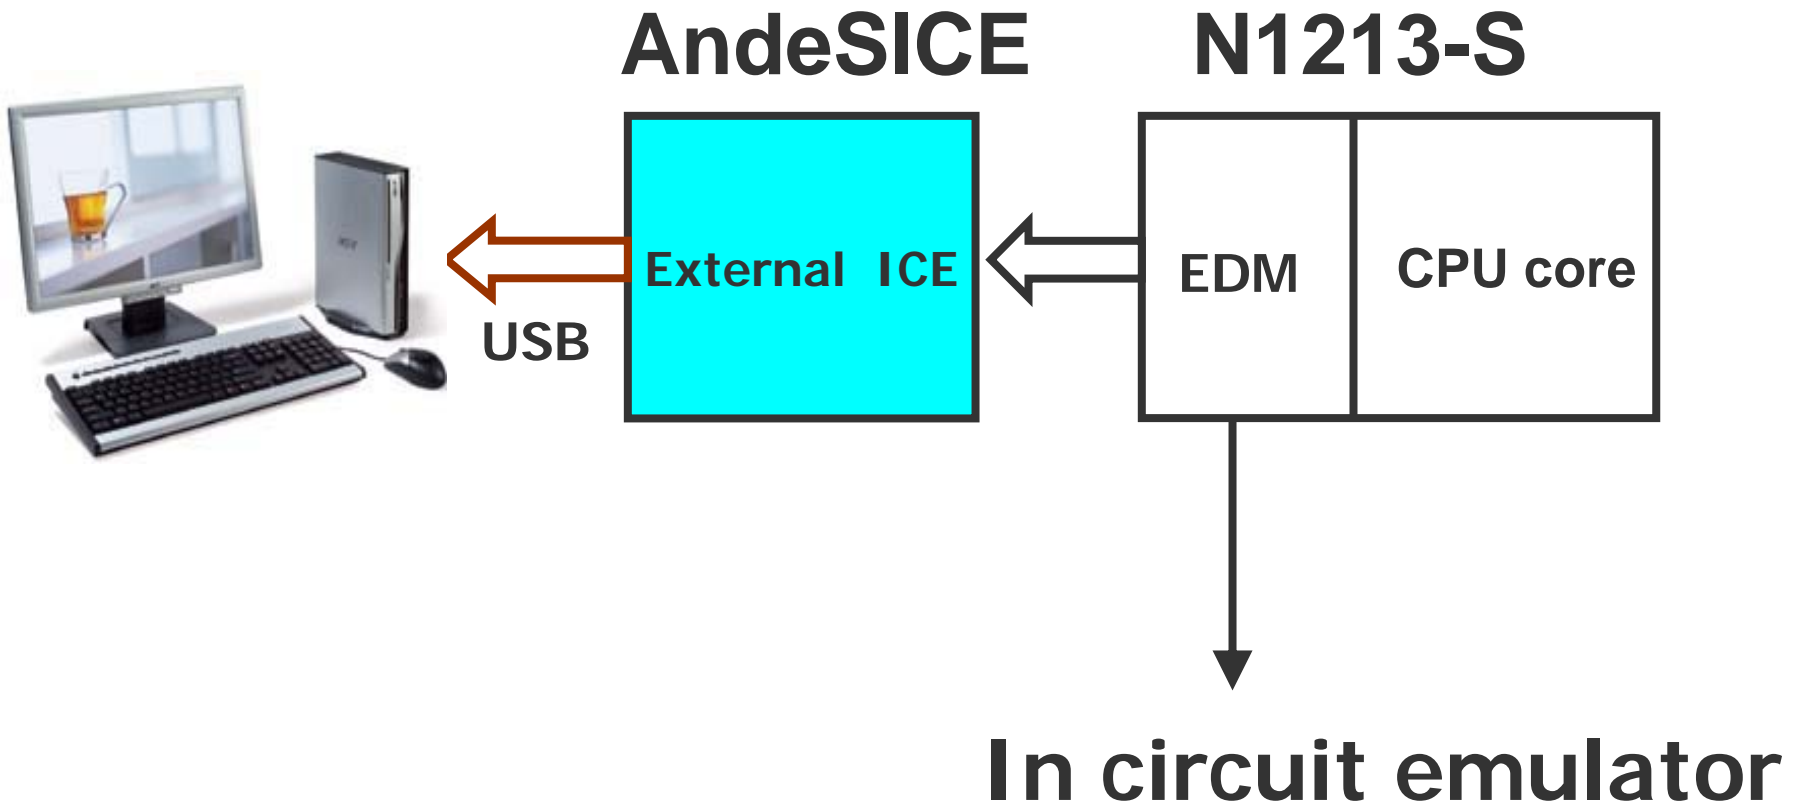 AndeSICE
N1213-S
External ICE
EDM
CPU core
USB
In circuit emulator